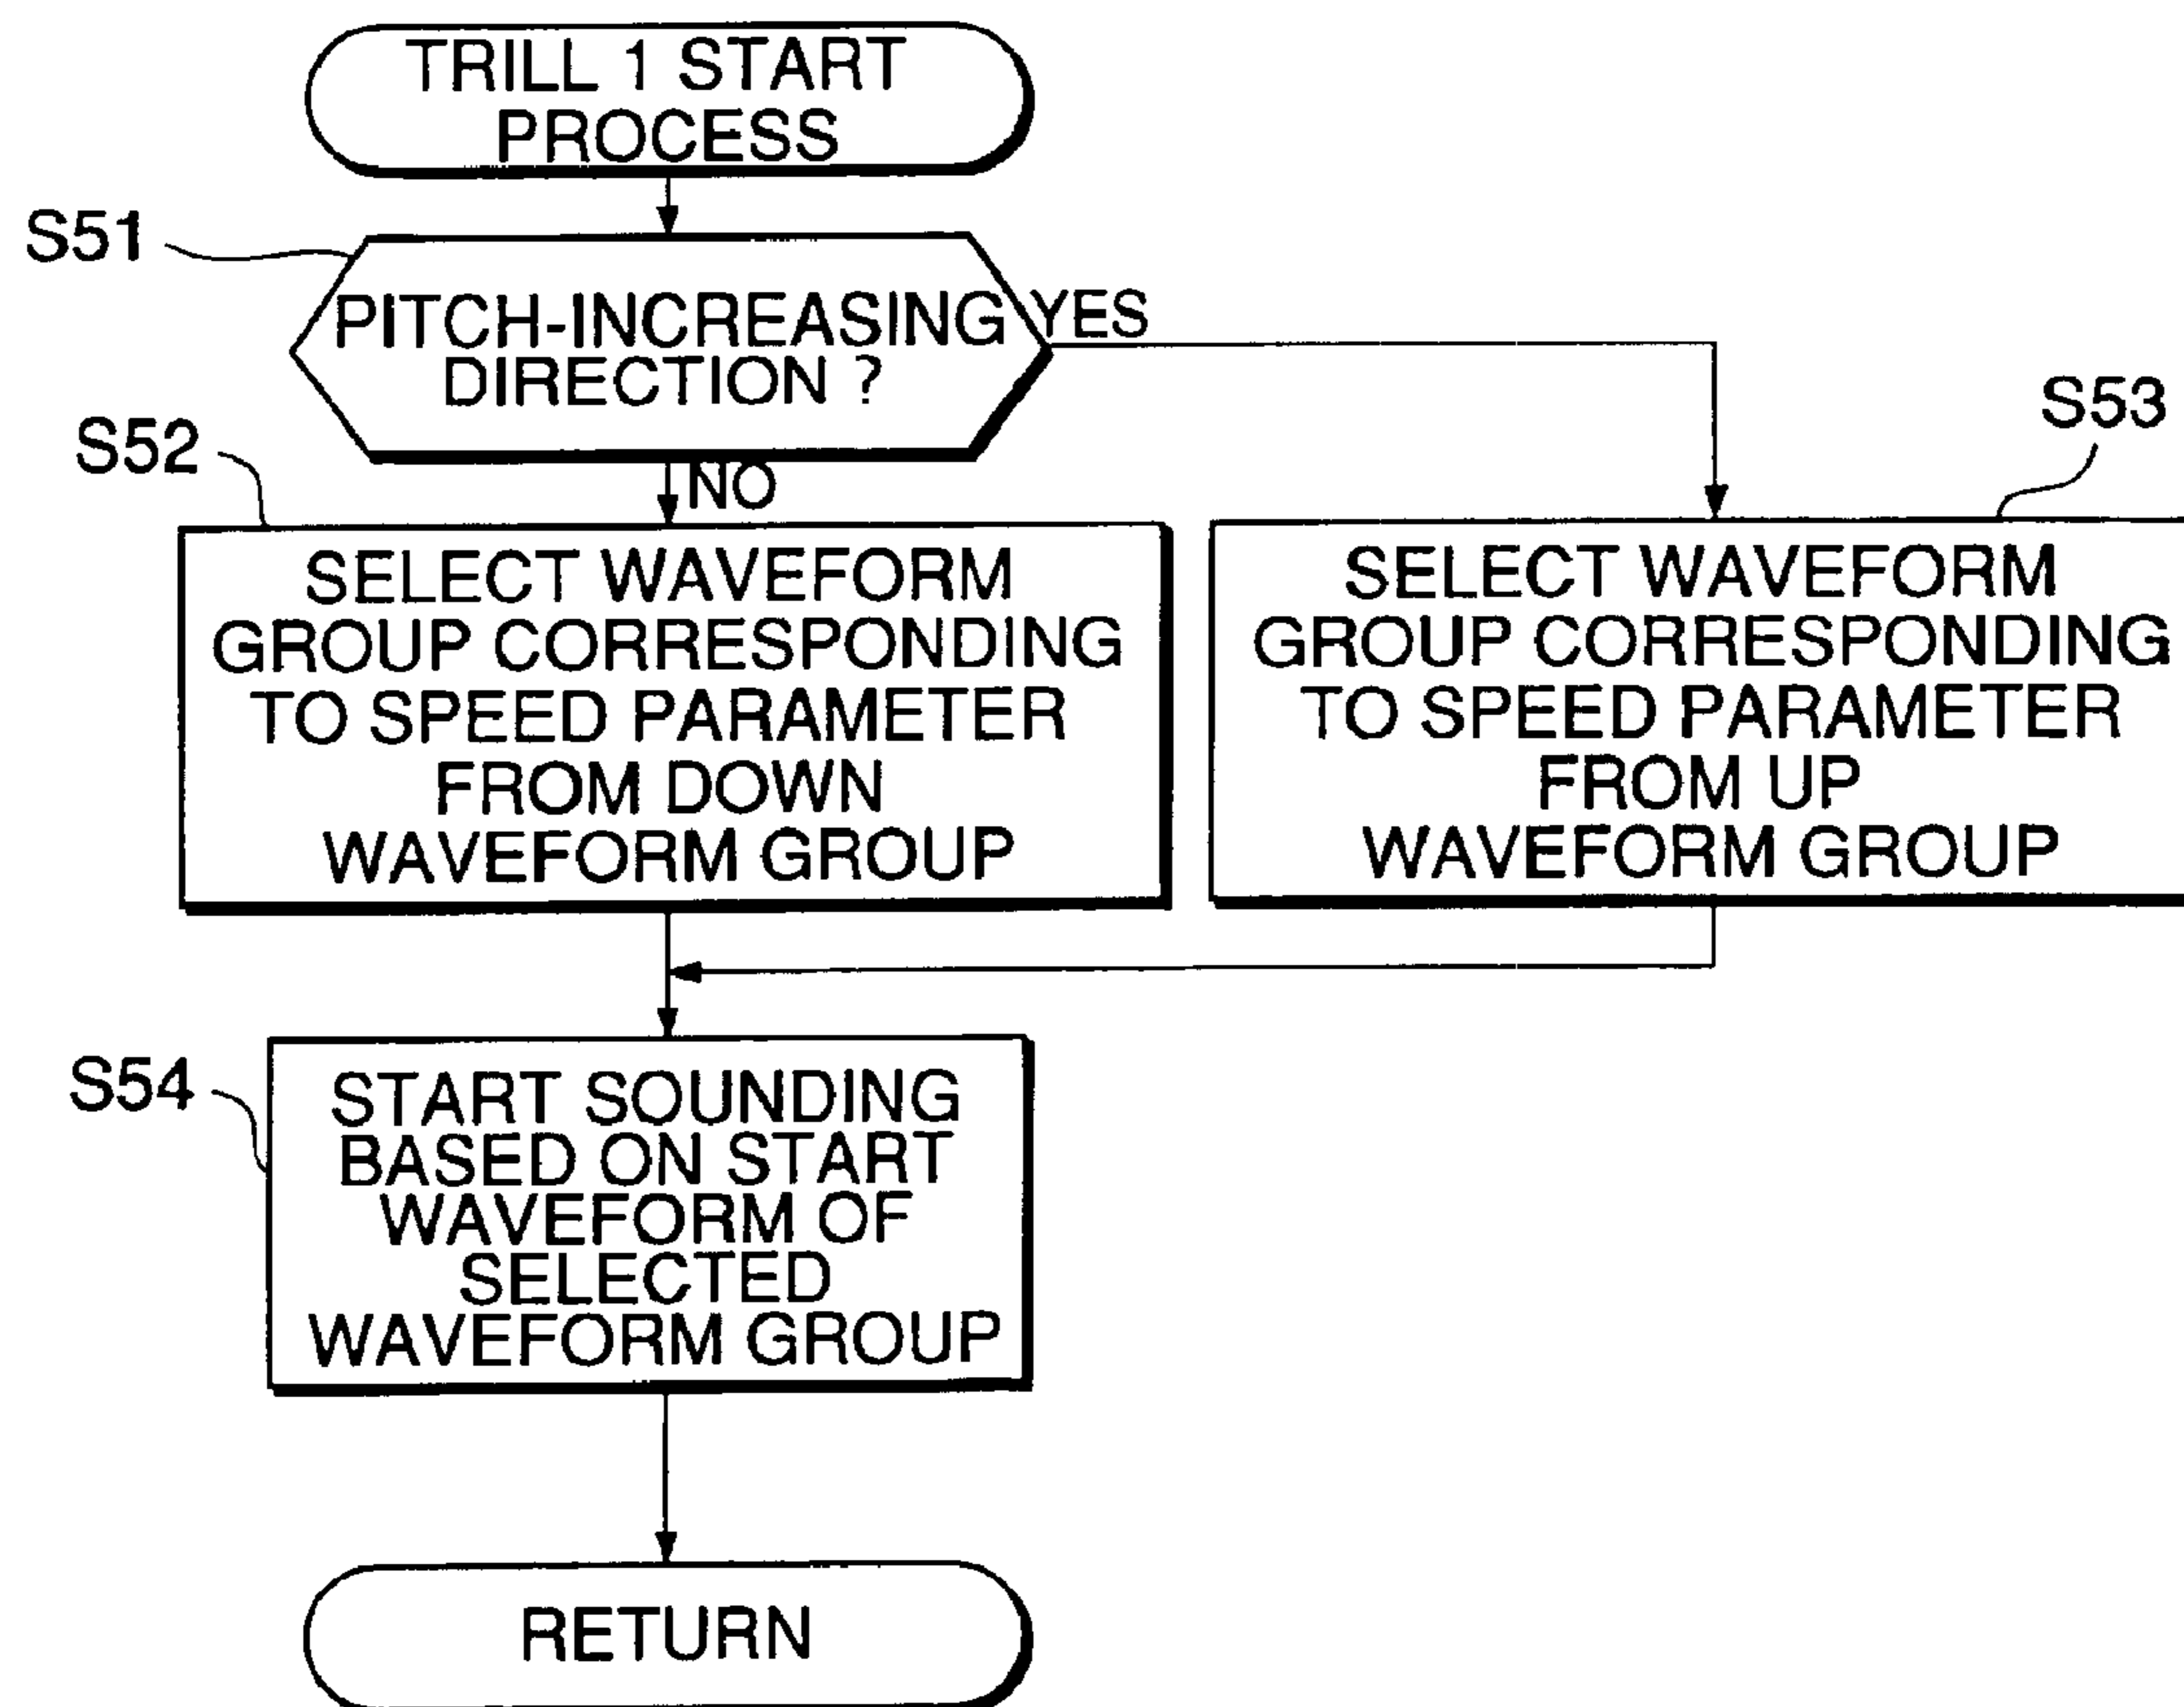 TRILL 1 START
PROCESS
S51
PITCH-INCREASING
DIRECTION ?
YES
NO
S52
SELECT WAVEFORM
GROUP CORRESPONDING
TO SPEED PARAMETER
FROM DOWN
WAVEFORM GROUP
S53
SELECT WAVEFORM
GROUP CORRESPONDING
TO SPEED PARAMETER
FROM UP
WAVEFORM GROUP
S54
START SOUNDING
BASED ON START
WAVEFORM OF
SELECTED
WAVEFORM GROUP
RETURN